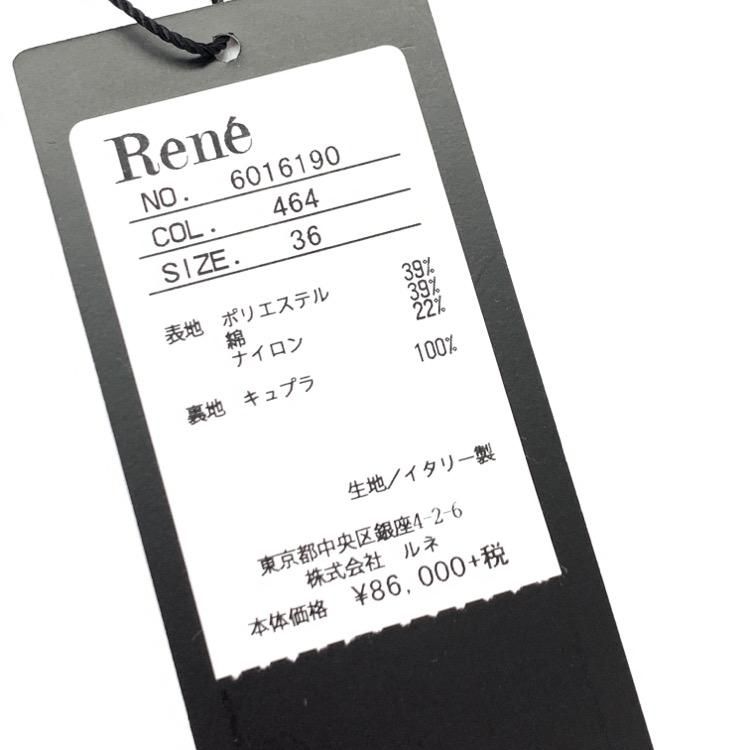 René
NO. 6016190
COL. 464
SIZE. 36
表地 ポリエステル 39%
綿 39%
ナイロン 22%
裏地 キュプラ 100%
生地/イタリー製
東京都中央区銀座4-2-6
株式会社 ルネ
本体価格 ¥86,000+税